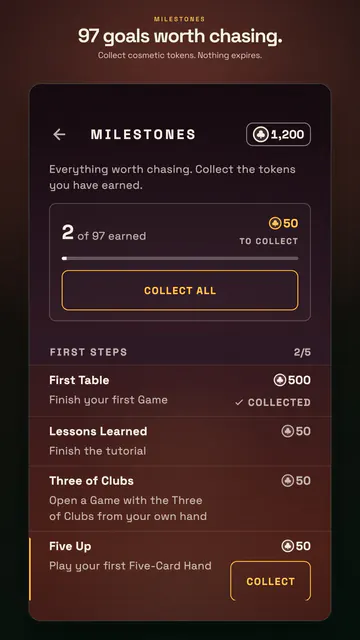 MILESTONES
97 goals worth chasing.
Collect cosmetic tokens. Nothing expires.
← MILESTONES 1,200
Everything worth chasing. Collect the tokens
you have earned.
2 of 97 earned 50
TO COLLECT
COLLECT ALL
FIRST STEPS 2/5
First Table 500
Finish your first Game ✓ COLLECTED
Lessons Learned 50
Finish the tutorial
Three of Clubs 50
Open a Game with the Three
of Clubs from your own hand
Five Up 50
Play your first Five-Card Hand
COLLECT